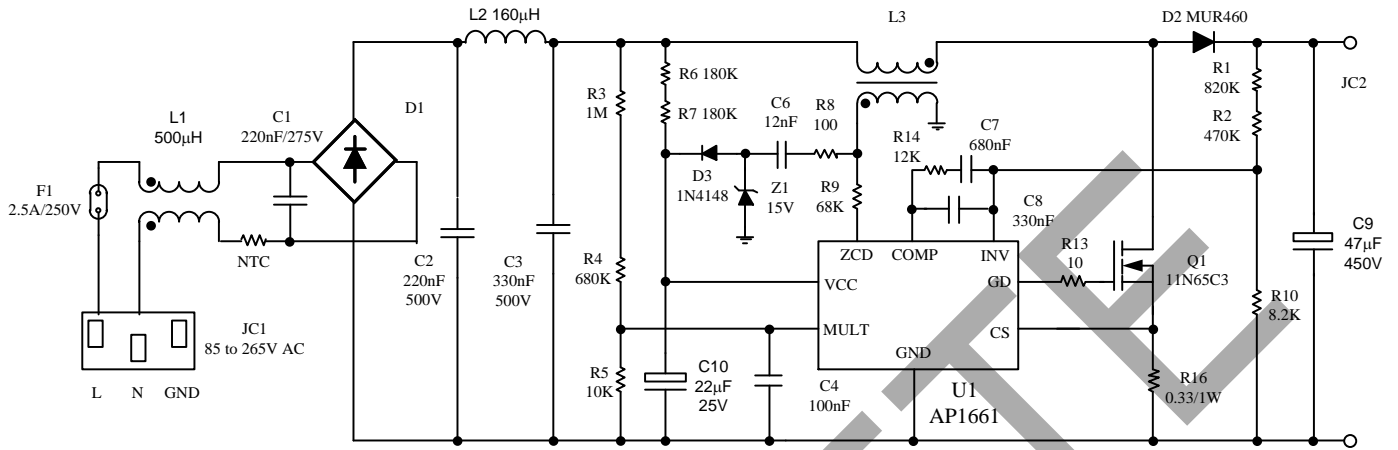 L2 160μH
L3
D2 MUR460
R6 180K
R7 180K
R3
1M
D1
C1
220nF/275V
L1
500μH
C6
12nF
R8
100
R14
12K
C7
680nF
R1
820K
R2
470K
JC2
F1
2.5A/250V
D3
1N4148
Z1
15V
R9
68K
C8
330nF
NTC
C2
220nF
500V
C3
330nF
500V
R4
680K
ZCD
COMP
INV
VCC
GD
MULT
CS
GND
R13
10
Q1
11N65C3
C9
47μF
450V
R10
8.2K
JC1
85 to 265V AC
L
N
GND
R5
10K
C10
22μF
25V
C4
100nF
U1
AP1661
R16
0.33/1W